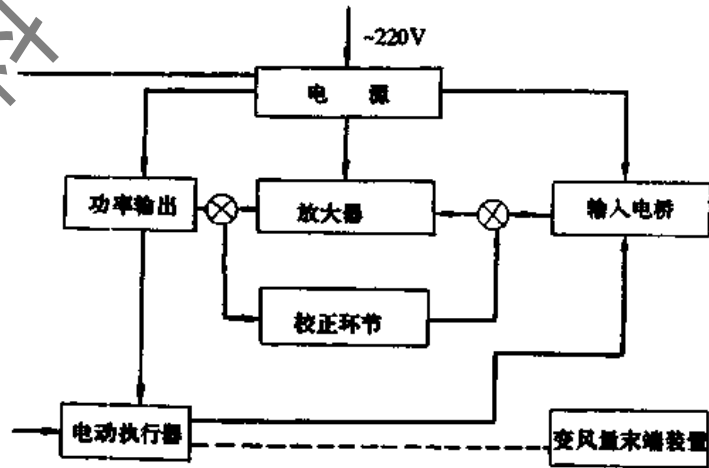 ~220V
电 源
功率输出
放大器
输入电桥
校正环节
电动执行器
变风量末端装置